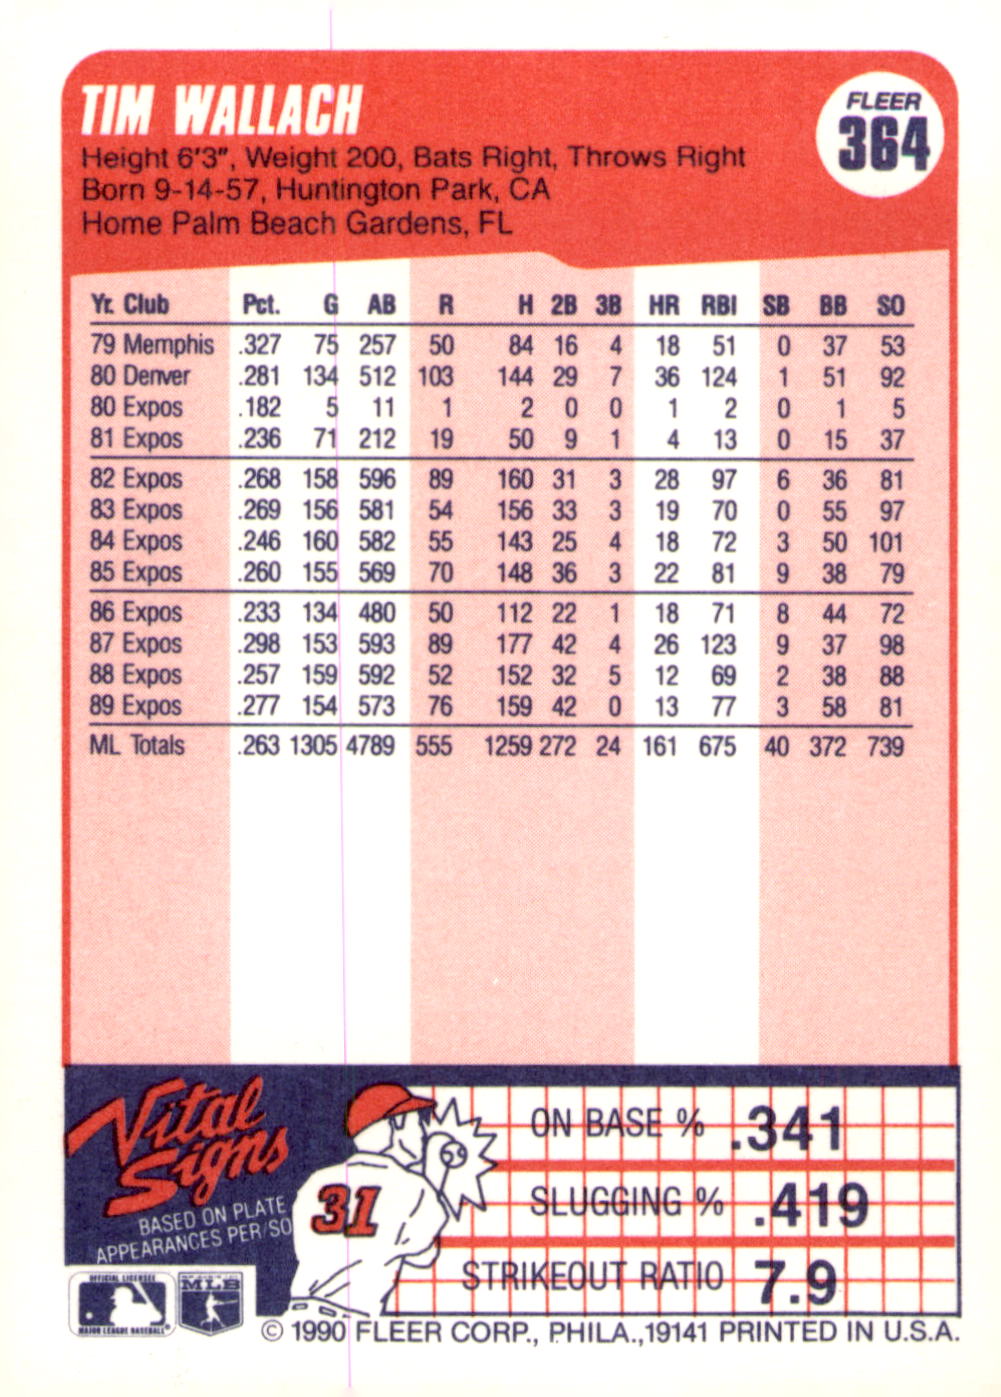 TIM WALLACH
FLEER
364
Height 6'3", Weight 200, Bats Right, Throws Right
Born 9-14-57, Huntington Park, CA
Home Palm Beach Gardens, FL
Yr. Club Pct. G AB R H 2B 3B HR RBI SB BB SO
79 Memphis .327 75 257 50 84 16 4 18 51 0 37 53
80 Denver .281 134 512 103 144 29 7 36 124 1 51 92
80 Expos .182 5 11 1 2 0 0 1 2 0 1 5
81 Expos .236 71 212 19 50 9 1 4 13 0 15 37
82 Expos .268 158 596 89 160 31 3 28 97 6 36 81
83 Expos .269 156 581 54 156 33 3 19 70 0 55 97
84 Expos .246 160 582 55 143 25 4 18 72 3 50 101
85 Expos .260 155 569 70 148 36 3 22 81 9 38 79
86 Expos .233 134 480 50 112 22 1 18 71 8 44 72
87 Expos .298 153 593 89 177 42 4 26 123 9 37 98
88 Expos .257 159 592 52 152 32 5 12 69 2 38 88
89 Expos .277 154 573 76 159 42 0 13 77 3 58 81
ML Totals .263 1305 4789 555 1259 272 24 161 675 40 372 739
Vital
Signs
BASED ON PLATE
APPEARANCES PER/SO
31
ON BASE % .341
SLUGGING % .419
STRIKEOUT RATIO 7.9
OFFICIAL LICENSEE
MAJOR LEAGUE BASEBALL
MLB
© 1990 FLEER CORP., PHILA.,19141 PRINTED IN U.S.A.